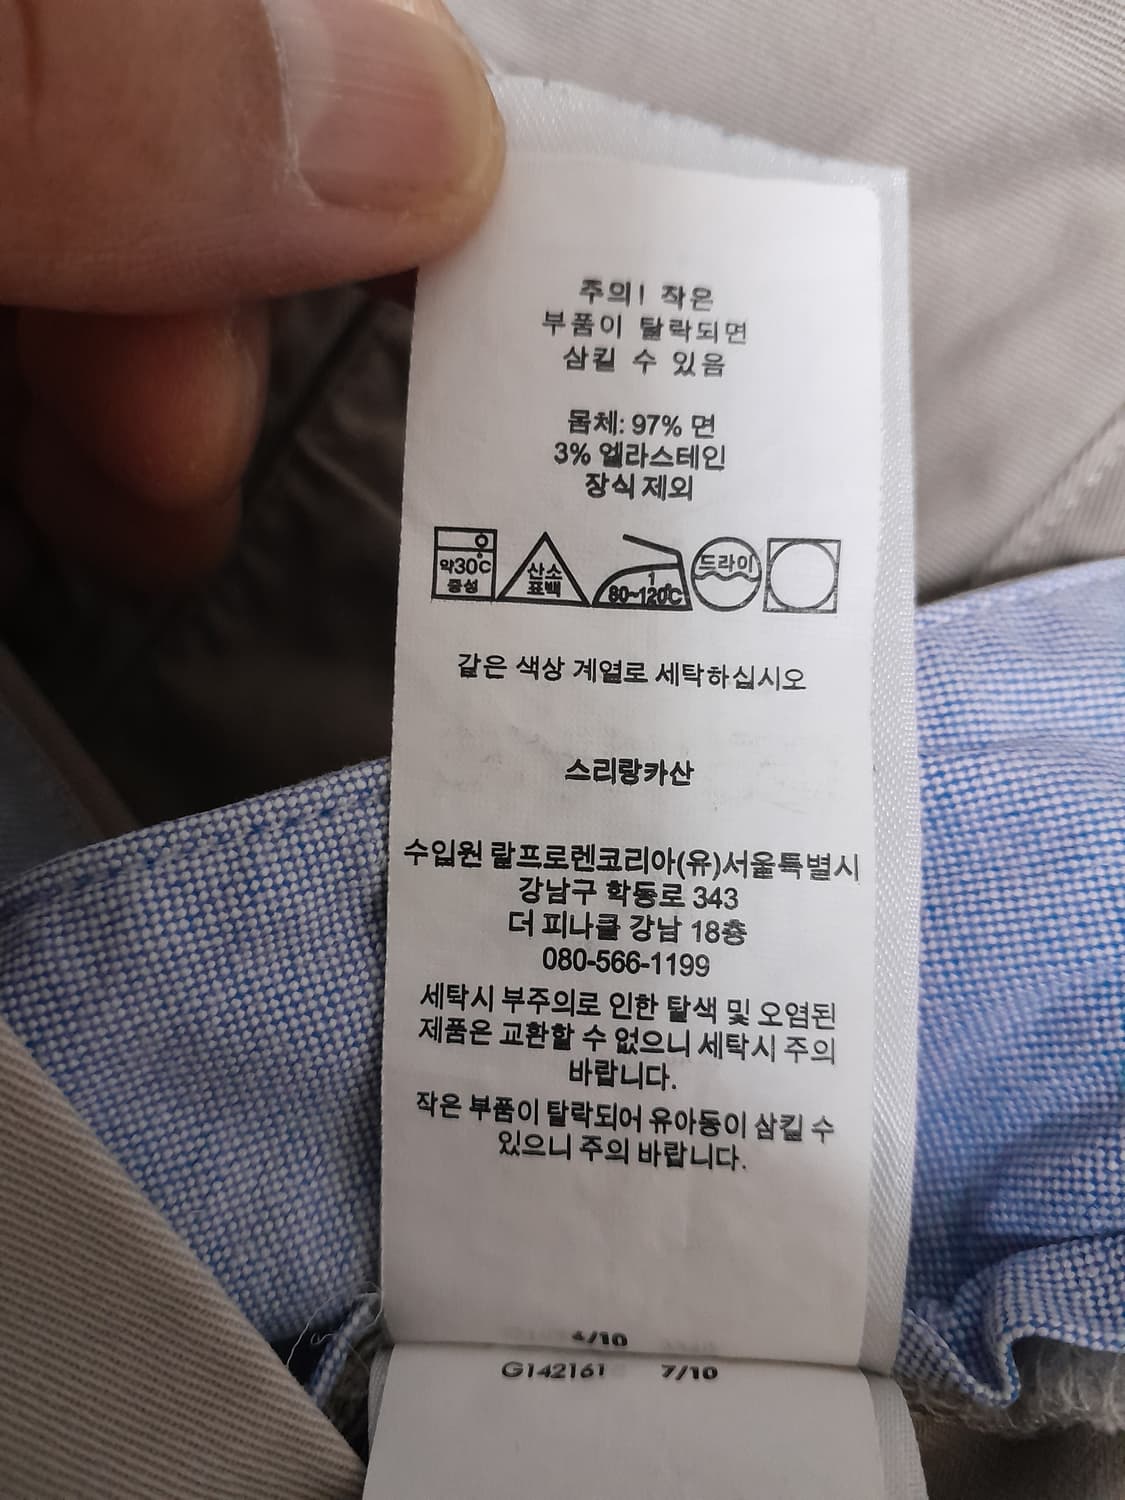 주의! 작은
부품이 탈락되면
삼킬 수 있음
몸체: 97% 면
3% 엘라스테인
장식 제외
약30℃
중성
산소
표백
1
80~120℃
드라이
같은 색상 계열로 세탁하십시오
스리랑카산
수입원 랄프로렌코리아(유)서울특별시
강남구 학동로 343
더 피나클 강남 18층
080-566-1199
세탁시 부주의로 인한 탈색 및 오염된
제품은 교환할 수 없으니 세탁시 주의
바랍니다.
작은 부품이 탈락되어 유아동이 삼킬 수
있으니 주의 바랍니다.
6/10
G142161 7/10